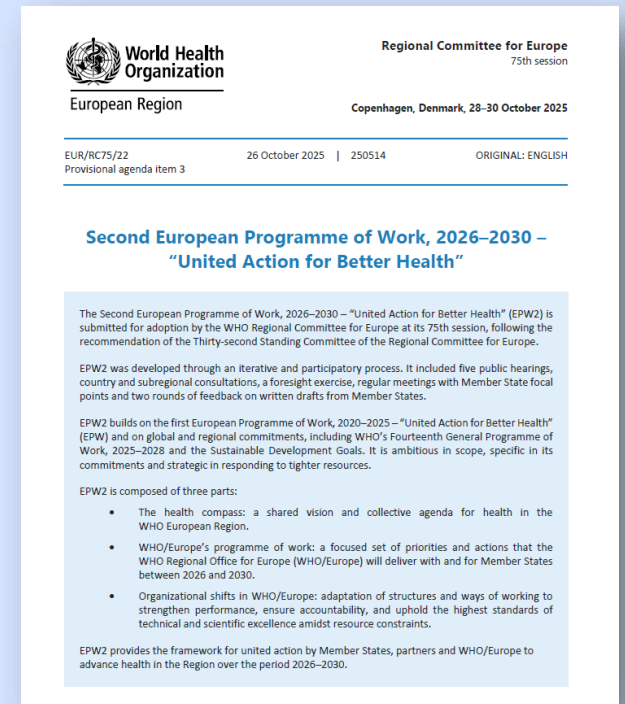 World Health
Organization
European Region
Regional Committee for Europe
75th session
Copenhagen, Denmark, 28–30 October 2025
EUR/RC75/22
Provisional agenda item 3
26 October 2025 | 250514
ORIGINAL: ENGLISH
Second European Programme of Work, 2026–2030 –
“United Action for Better Health”
The Second European Programme of Work, 2026–2030 – “United Action for Better Health” (EPW2) is
submitted for adoption by the WHO Regional Committee for Europe at its 75th session, following the
recommendation of the Thirty-second Standing Committee of the Regional Committee for Europe.
EPW2 was developed through an iterative and participatory process. It included five public hearings,
country and subregional consultations, a foresight exercise, regular meetings with Member State focal
points and two rounds of feedback on written drafts from Member States.
EPW2 builds on the first European Programme of Work, 2020–2025 – “United Action for Better Health”
(EPW) and on global and regional commitments, including WHO’s Fourteenth General Programme of
Work, 2025–2028 and the Sustainable Development Goals. It is ambitious in scope, specific in its
commitments and strategic in responding to tighter resources.
EPW2 is composed of three parts:
• The health compass: a shared vision and collective agenda for health in the
WHO European Region.
• WHO/Europe’s programme of work: a focused set of priorities and actions that the
WHO Regional Office for Europe (WHO/Europe) will deliver with and for Member States
between 2026 and 2030.
• Organizational shifts in WHO/Europe: adaptation of structures and ways of working to
strengthen performance, ensure accountability, and uphold the highest standards of
technical and scientific excellence amidst resource constraints.
EPW2 provides the framework for united action by Member States, partners and WHO/Europe to
advance health in the Region over the period 2026–2030.